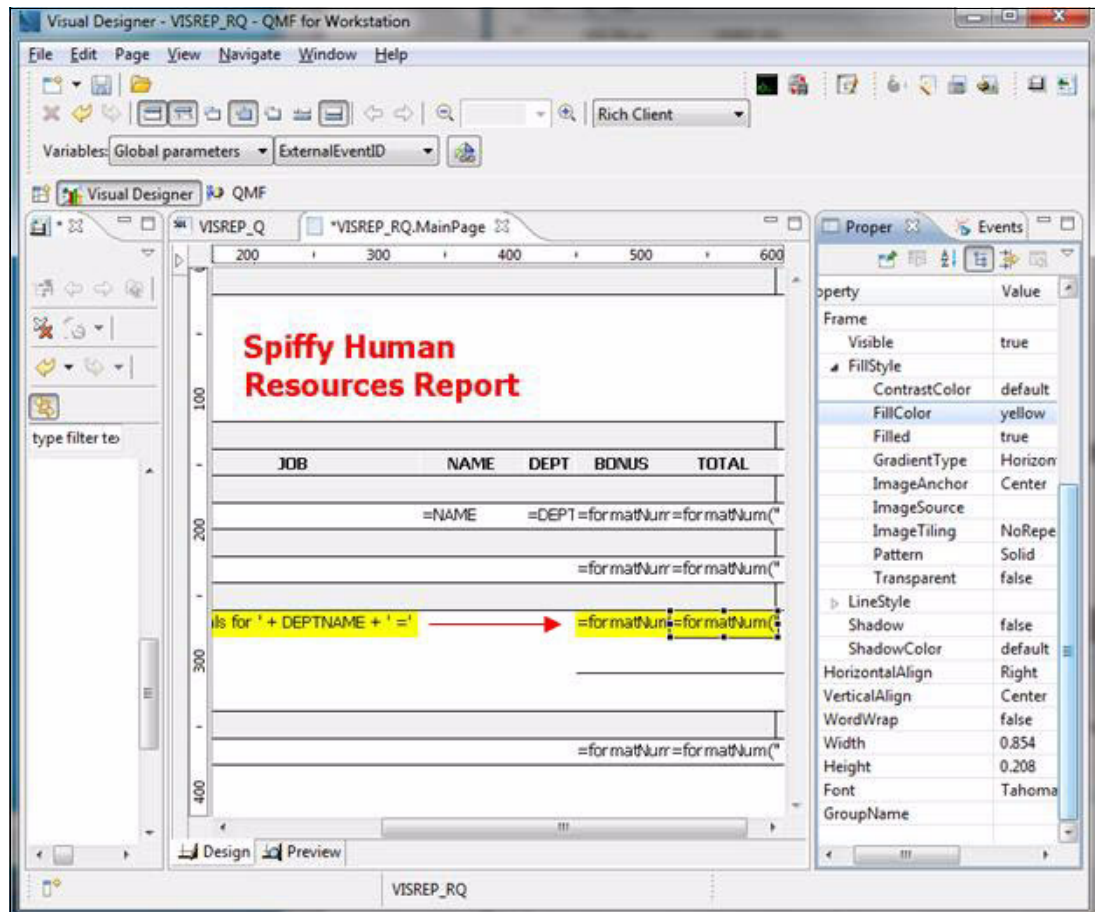 Visual Designer - VISREP_RQ - QMF for Workstation
File Edit Page View Navigate Window Help
Rich Client
Variables: Global parameters ExternalEventID
Visual Designer QMF
VISREP_Q *VISREP_RQ.MainPage Proper Events
200 300 400 500 600
operty Value
Frame
Visible true
Spiffy Human
Resources Report
FillStyle
ContrastColor default
100
FillColor yellow
type filter te
Filled true
JOB NAME DEPT BONUS TOTAL
GradientType Horizon
ImageAnchor Center
ImageSource
=NAME =DEPT =formatNum =formatNum("
200
ImageTiling NoRepe
Pattern Solid
=formatNum =formatNum("
Transparent false
LineStyle
ls for ' + DEPTNAME + ' =' =formatNum =formatNum("
Shadow false
ShadowColor default
300
HorizontalAlign Right
VerticalAlign Center
WordWrap false
Width 0.854
=formatNum =formatNum("
Height 0.208
Font Tahoma
400
GroupName
Design Preview
VISREP_RQ